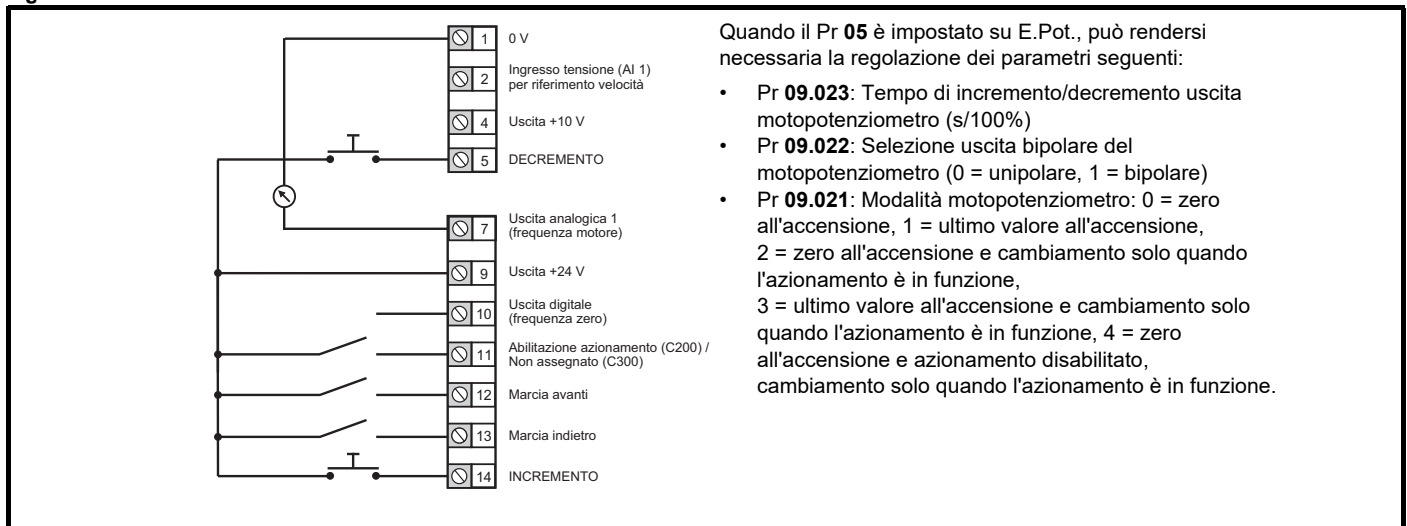 1 0 V
2 Ingresso tensione (AI 1)
per riferimento velocità
4 Uscita +10 V
5 DECREMENTO
7 Uscita analogica 1
(frequenza motore)
9 Uscita +24 V
10 Uscita digitale
(frequenza zero)
11 Abilitazione azionamento (C200) /
Non assegnato (C300)
12 Marcia avanti
13 Marcia indietro
14 INCREMENTO
Quando il Pr 05 è impostato su E.Pot., può rendersi
necessaria la regolazione dei parametri seguenti:
• Pr 09.023: Tempo di incremento/decremento uscita
motopotenziometro (s/100%)
• Pr 09.022: Selezione uscita bipolare del
motopotenziometro (0 = unipolare, 1 = bipolare)
• Pr 09.021: Modalità motopotenziometro: 0 = zero
all'accensione, 1 = ultimo valore all'accensione,
2 = zero all'accensione e cambiamento solo quando
l'azionamento è in funzione,
3 = ultimo valore all'accensione e cambiamento solo
quando l'azionamento è in funzione, 4 = zero
all'accensione e azionamento disabilitato,
cambiamento solo quando l'azionamento è in funzione.